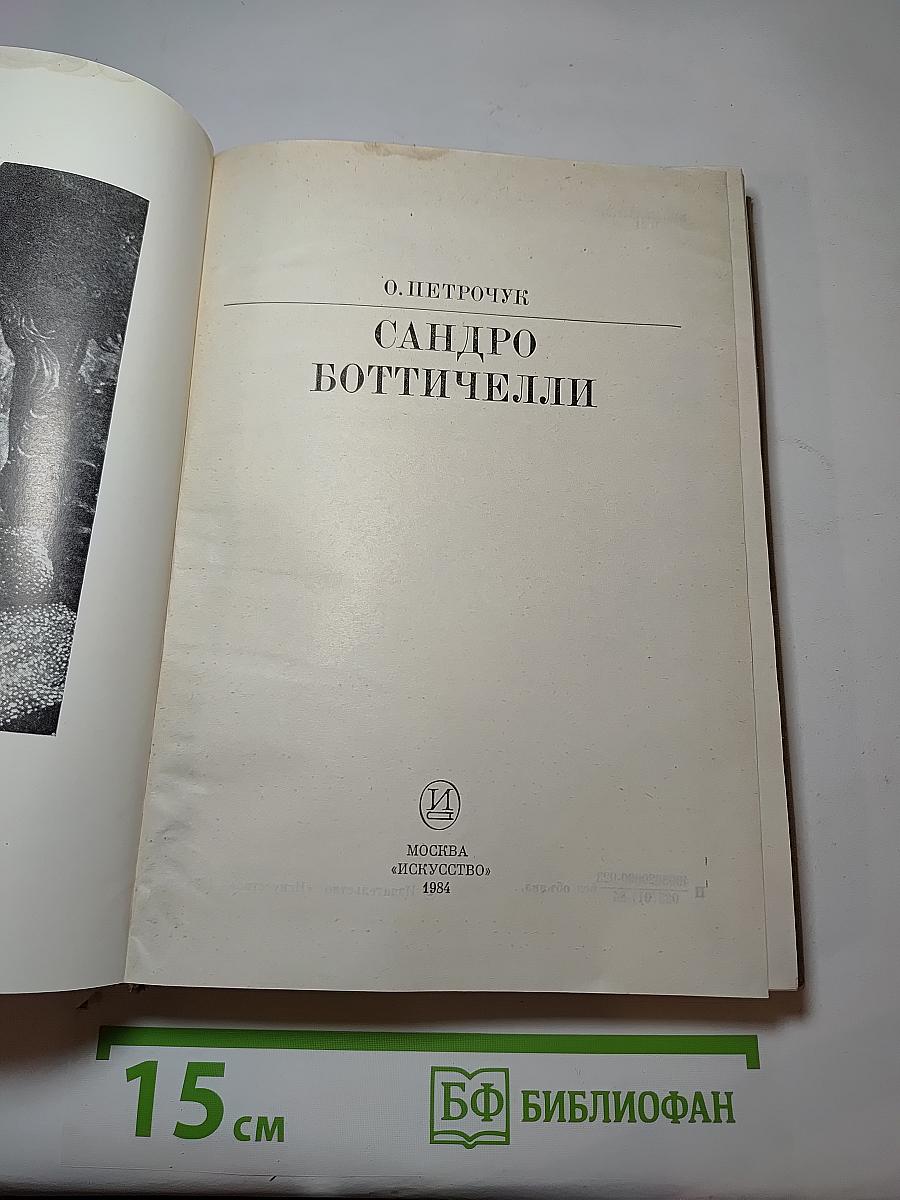 О. ПЕТРОЧУК
САНДРО
БОТТИЧЕЛЛИ
И
МОСКВА
«ИСКУССТВО»
1984
15 см
БФ БИБЛИОФАН